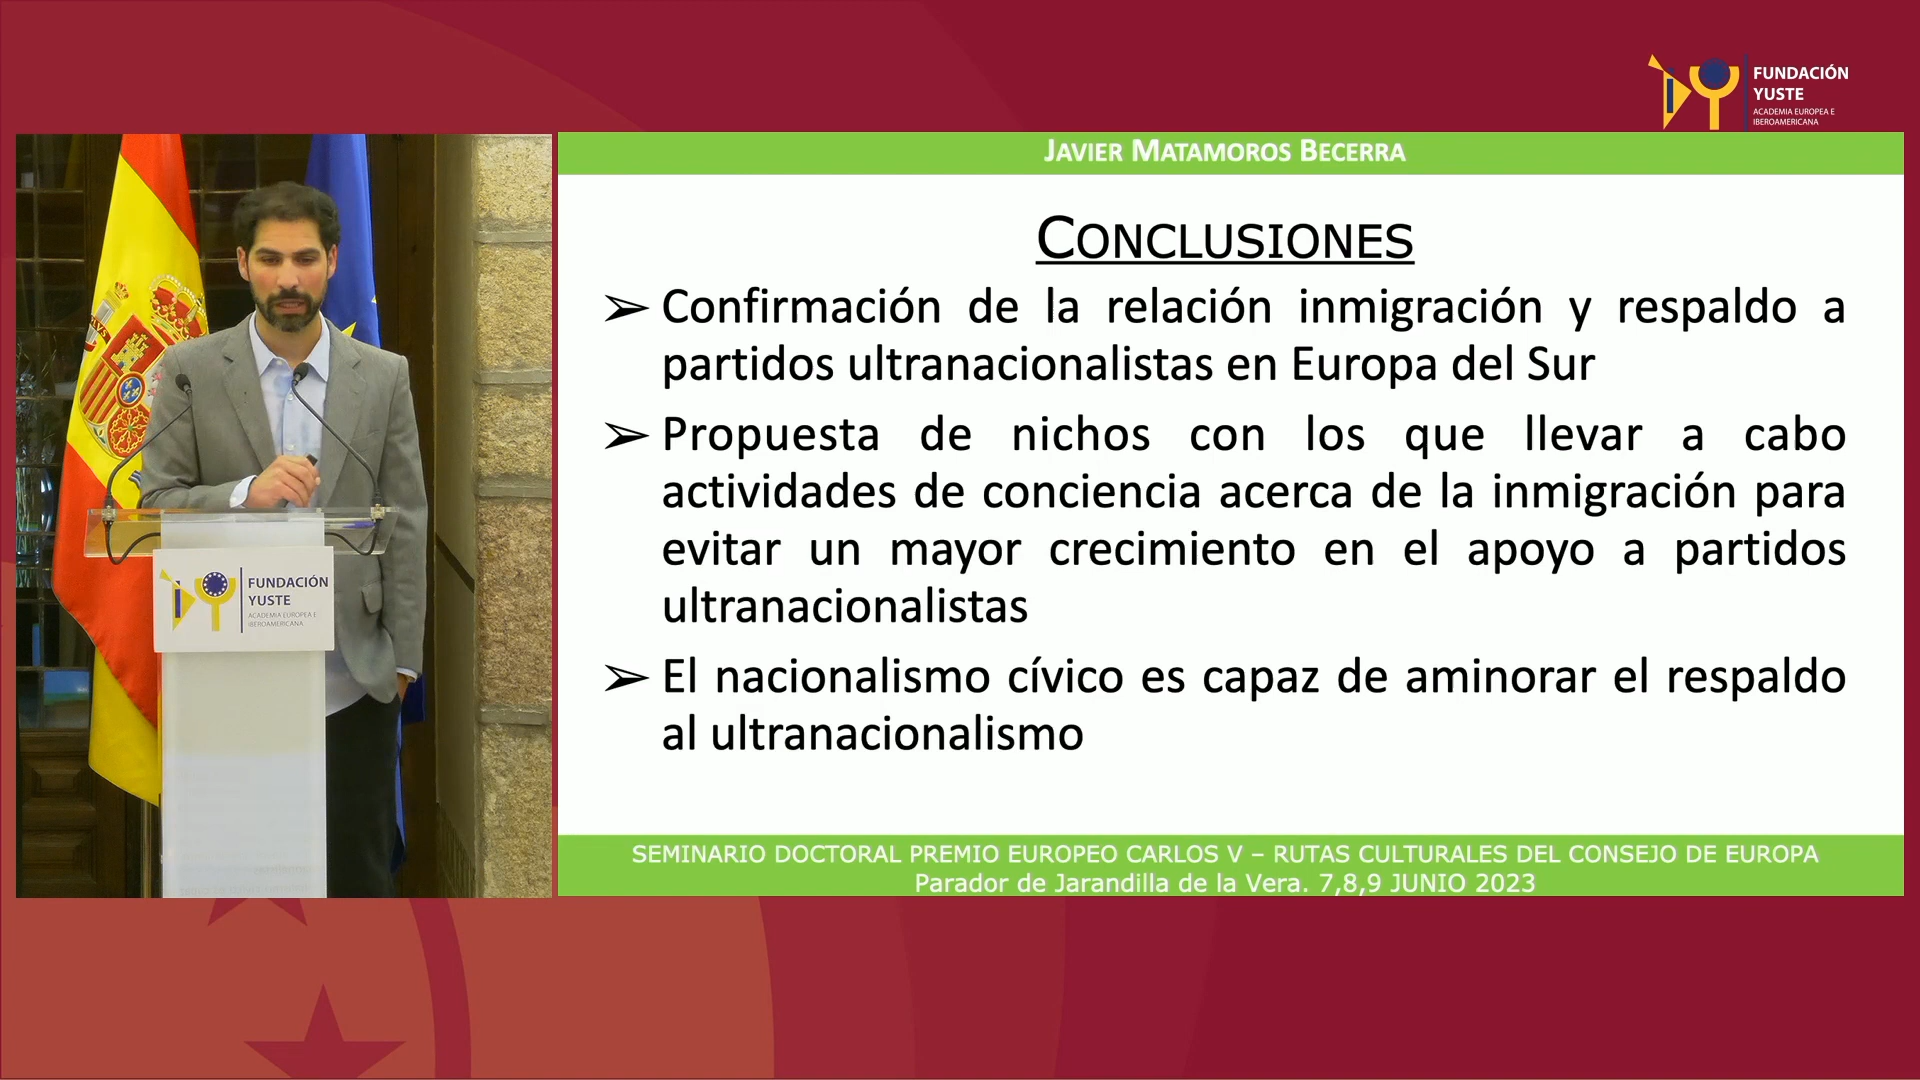 FUNDACIÓN
YUSTE
ACADEMIA EUROPEA E
IBEROAMERICANA
JAVIER MATAMOROS BECERRA
CONCLUSIONES
➢ Confirmación de la relación inmigración y respaldo a
partidos ultranacionalistas en Europa del Sur
➢ Propuesta de nichos con los que llevar a cabo
actividades de conciencia acerca de la inmigración para
evitar un mayor crecimiento en el apoyo a partidos
ultranacionalistas
➢ El nacionalismo cívico es capaz de aminorar el respaldo
al ultranacionalismo
SEMINARIO DOCTORAL PREMIO EUROPEO CARLOS V – RUTAS CULTURALES DEL CONSEJO DE EUROPA
Parador de Jarandilla de la Vera. 7,8,9 JUNIO 2023
FUNDACIÓN
YUSTE
ACADEMIA EUROPEA E
IBEROAMERICANA